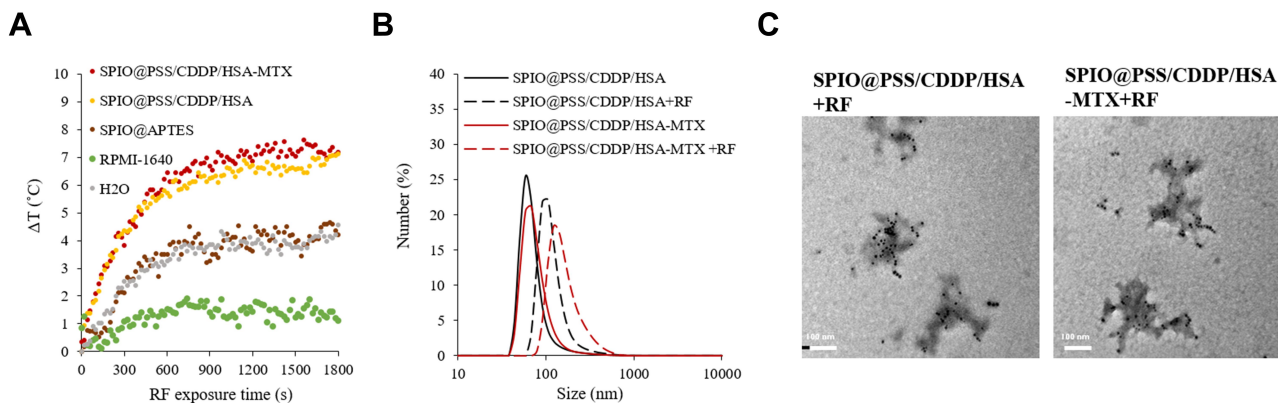 A
SPIO@PSS/CDDP/HSA-MTX
SPIO@PSS/CDDP/HSA
SPIO@APTES
RPMI-1640
H2O
ΔT (°C)
10
9
8
7
6
5
4
3
2
1
0
0
300
600
900
1200
1500
1800
RF exposure time (s)
B
SPIO@PSS/CDDP/HSA
SPIO@PSS/CDDP/HSA+RF
SPIO@PSS/CDDP/HSA-MTX
SPIO@PSS/CDDP/HSA-MTX +RF
Number (%)
40
35
30
25
20
15
10
5
0
10
100
1000
10000
Size (nm)
C
SPIO@PSS/CDDP/HSA
+RF
100 nm
SPIO@PSS/CDDP/HSA
-MTX+RF
100 nm